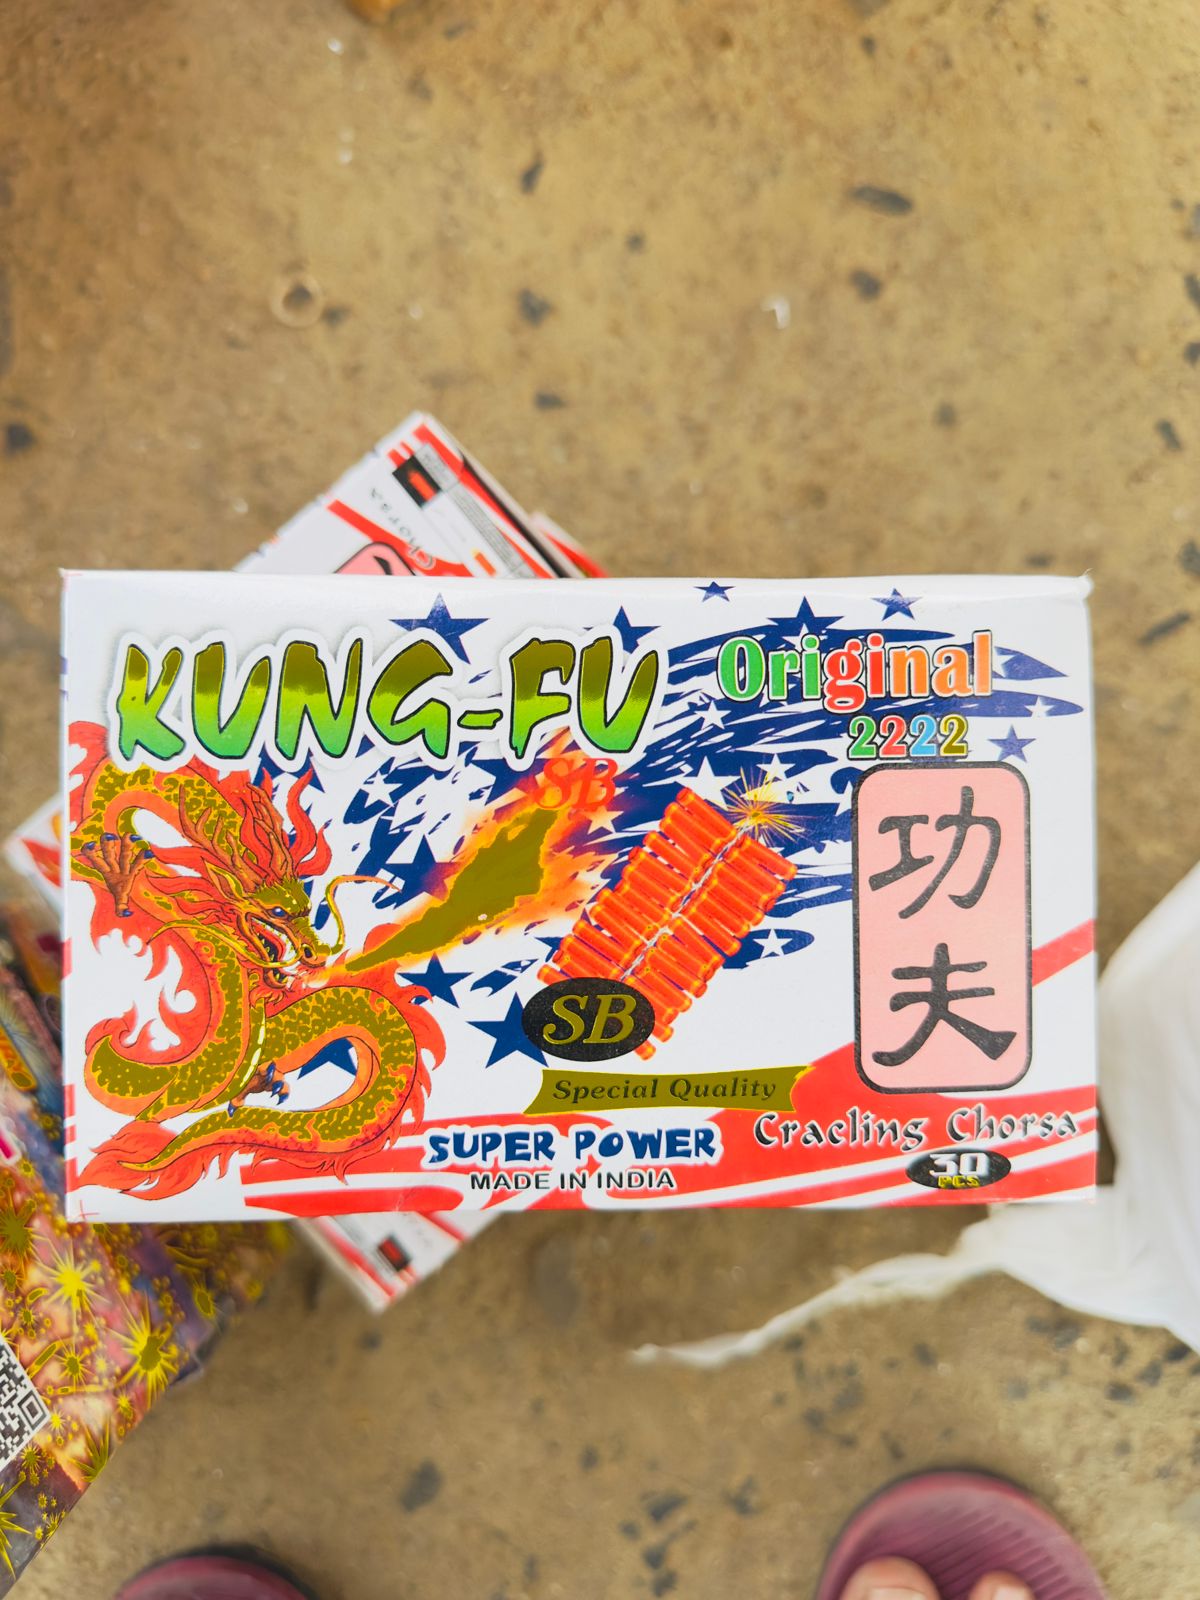 KUNG-FU
Original
2222
SB
功
夫
SB
Special Quality
SUPER POWER
MADE IN INDIA
Cracling Chorsa
30
PCS
Chorsa